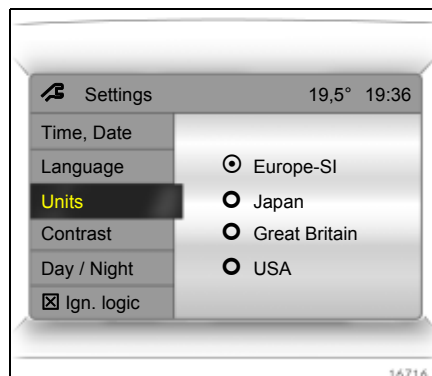 Settings 19,5° 19:36
Time, Date
Language
Europe-SI
Units
Japan
Contrast
Great Britain
Day / Night
USA
Ign. logic
16716